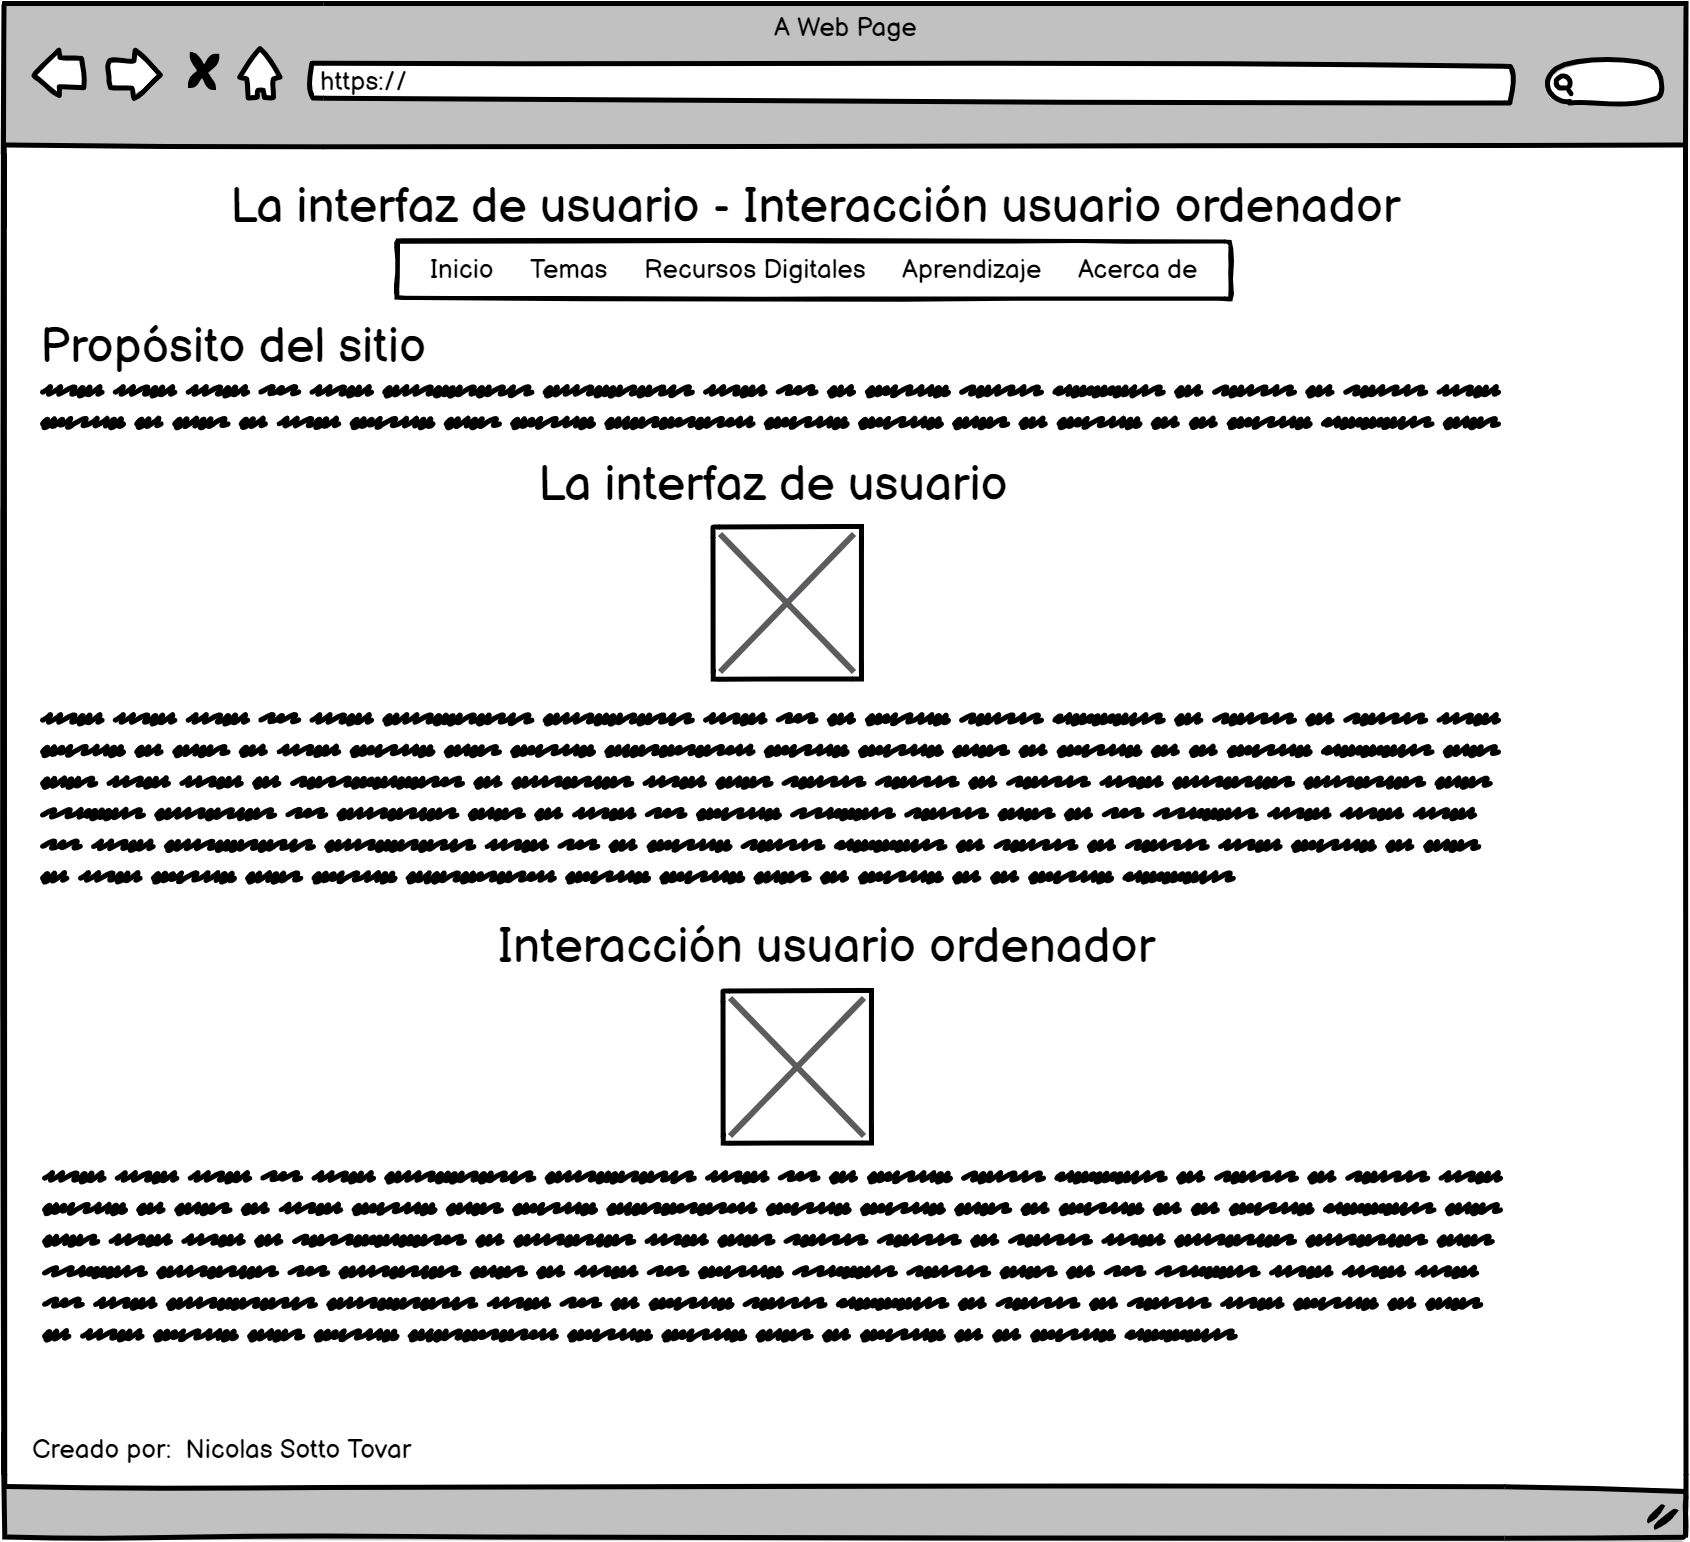 A Web Page
https://
La interfaz de usuario - Interacción usuario ordenador
Inicio Temas Recursos Digitales Aprendizaje Acerca de
Propósito del sitio
La interfaz de usuario
Interacción usuario ordenador
Creado por: Nicolas Sotto Tovar